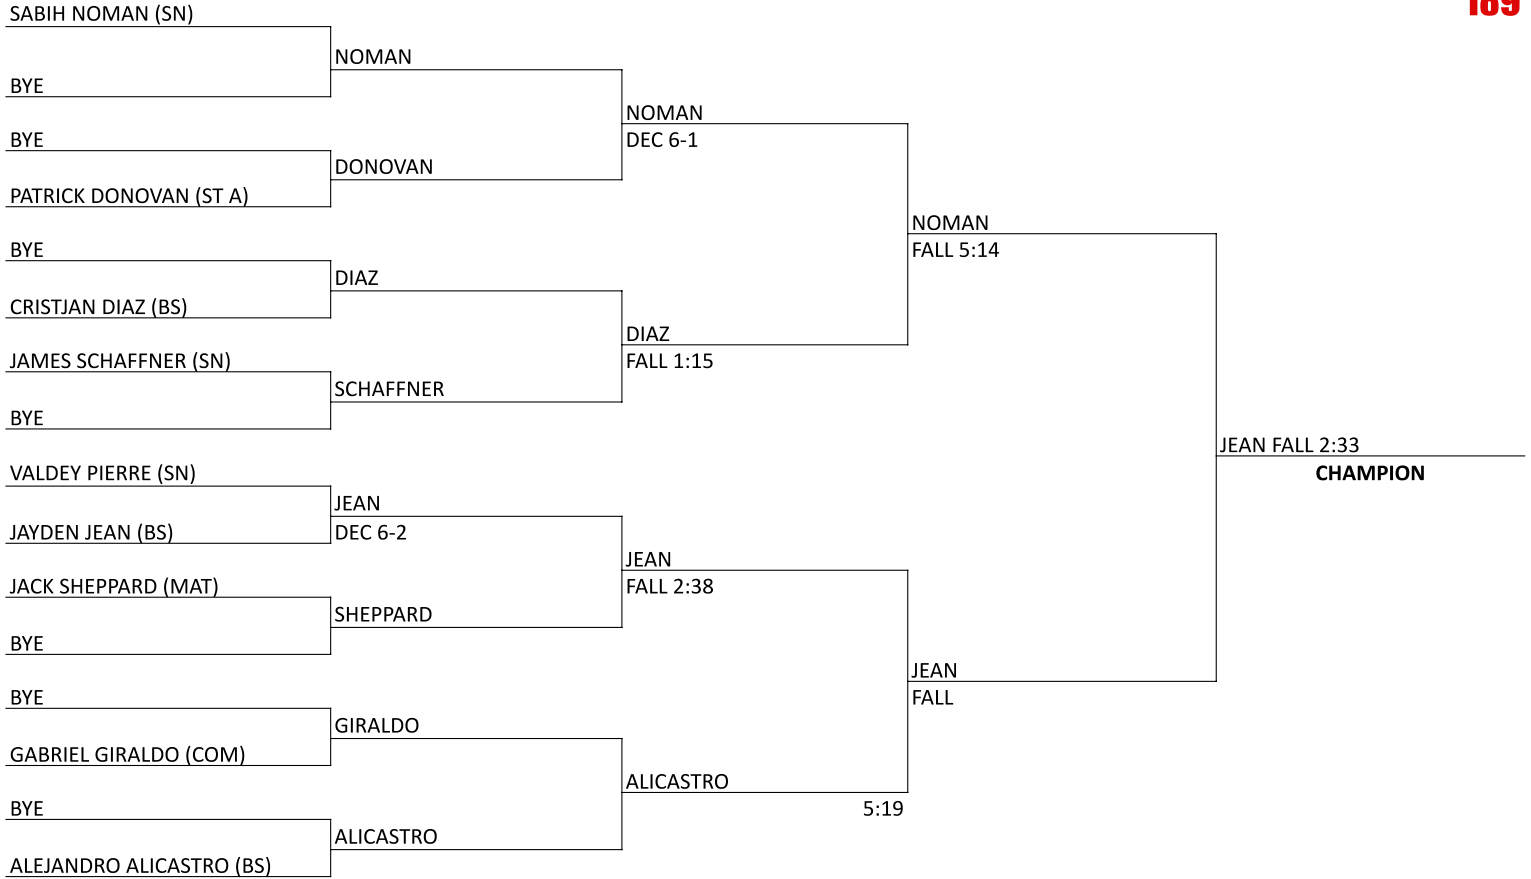 189
SABIH NOMAN (SN)
NOMAN
BYE
NOMAN
BYE
DEC 6-1
DONOVAN
PATRICK DONOVAN (ST A)
NOMAN
BYE
FALL 5:14
DIAZ
CRISTJAN DIAZ (BS)
DIAZ
JAMES SCHAFFNER (SN)
FALL 1:15
SCHAFFNER
BYE
JEAN FALL 2:33
VALDEY PIERRE (SN)
CHAMPION
JEAN
JAYDEN JEAN (BS)
DEC 6-2
JEAN
JACK SHEPPARD (MAT)
FALL 2:38
SHEPPARD
BYE
JEAN
BYE
FALL
GIRALDO
GABRIEL GIRALDO (COM)
ALICASTRO
BYE
5:19
ALICASTRO
ALEJANDRO ALICASTRO (BS)